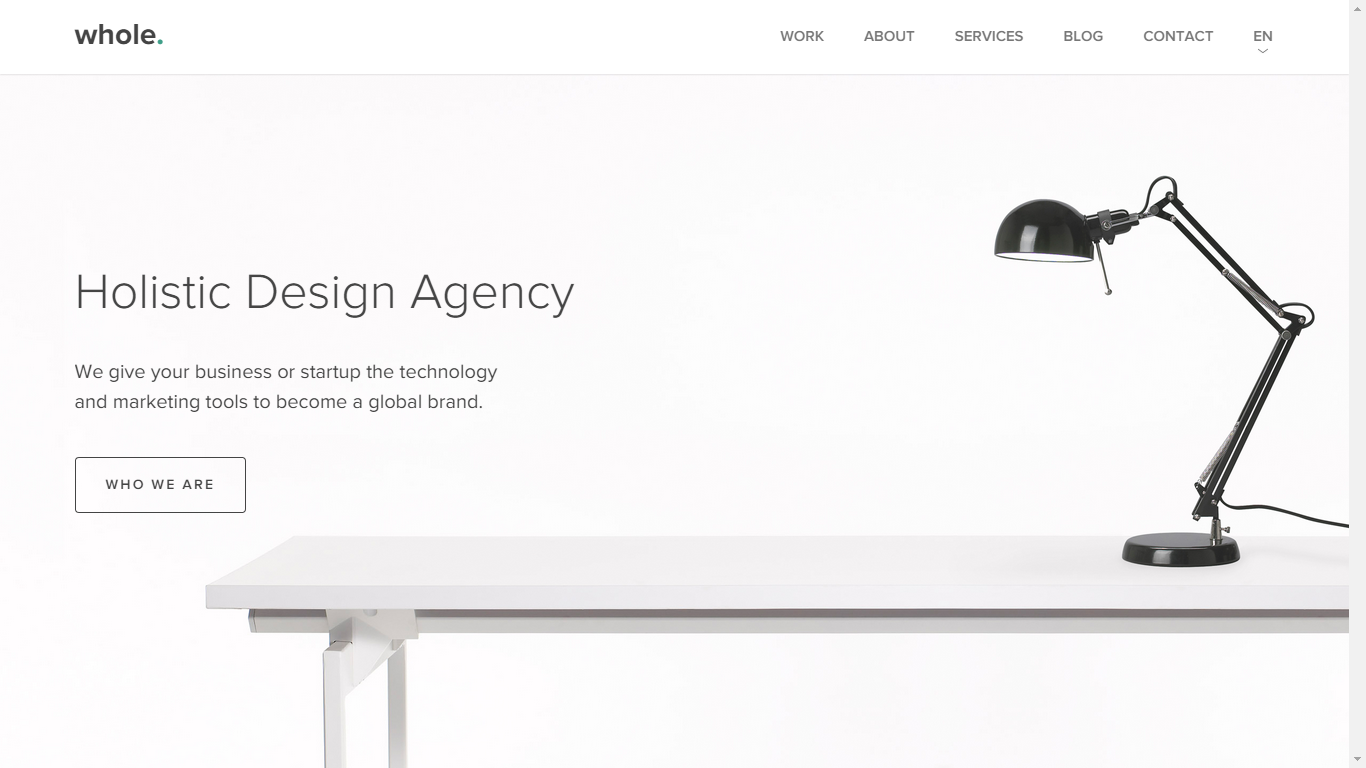 whole.
WORK
ABOUT
SERVICES
BLOG
CONTACT
EN
Holistic Design Agency
We give your business or startup the technology
and marketing tools to become a global brand.
WHO WE ARE